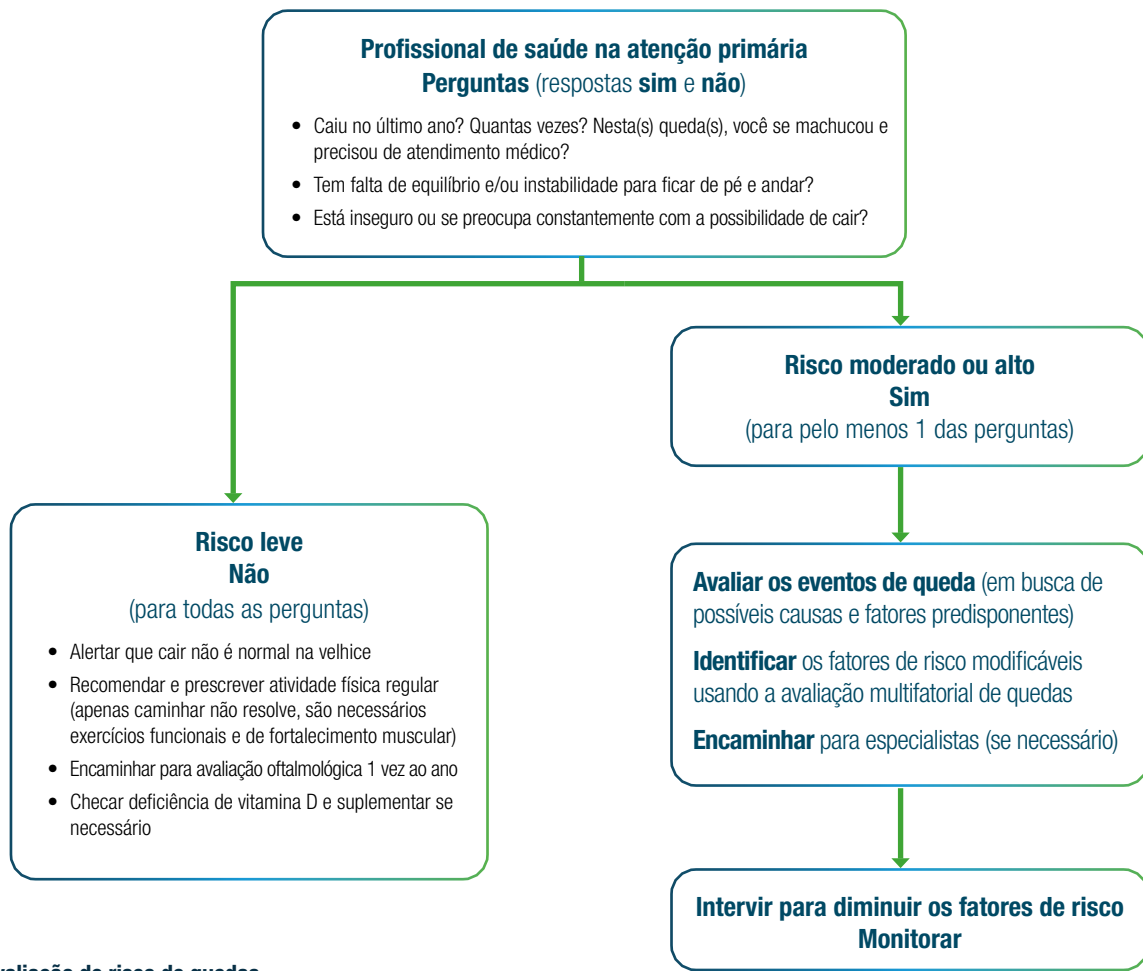 Profissional de saúde na atenção primária
Perguntas (respostas sim e não)
• Caiu no último ano? Quantas vezes? Nesta(s) queda(s), você se machucou e
precisou de atendimento médico?
• Tem falta de equilíbrio e/ou instabilidade para ficar de pé e andar?
• Está inseguro ou se preocupa constantemente com a possibilidade de cair?
Risco moderado ou alto
Sim
(para pelo menos 1 das perguntas)
Risco leve
Não
(para todas as perguntas)
• Alertar que cair não é normal na velhice
• Recomendar e prescrever atividade física regular
(apenas caminhar não resolve, são necessários
exercícios funcionais e de fortalecimento muscular)
• Encaminhar para avaliação oftalmológica 1 vez ao ano
• Checar deficiência de vitamina D e suplementar se
necessário
Avaliar os eventos de queda (em busca de
possíveis causas e fatores predisponentes)
Identificar os fatores de risco modificáveis
usando a avaliação multifatorial de quedas
Encaminhar para especialistas (se necessário)
Intervir para diminuir os fatores de risco
Monitorar